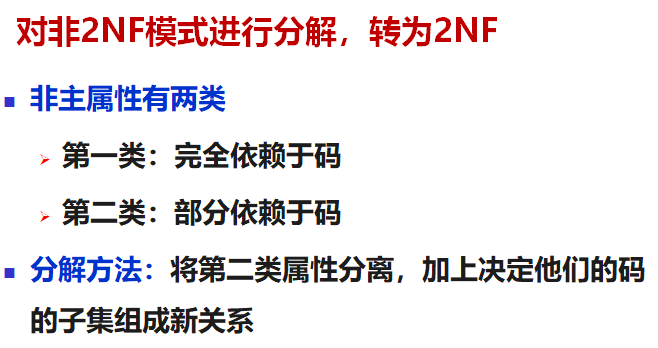 对非2NF模式进行分解，转为2NF
非主属性有两类
第一类：完全依赖于码
第二类：部分依赖于码
分解方法：将第二类属性分离，加上决定他们的码
的子集组成新关系